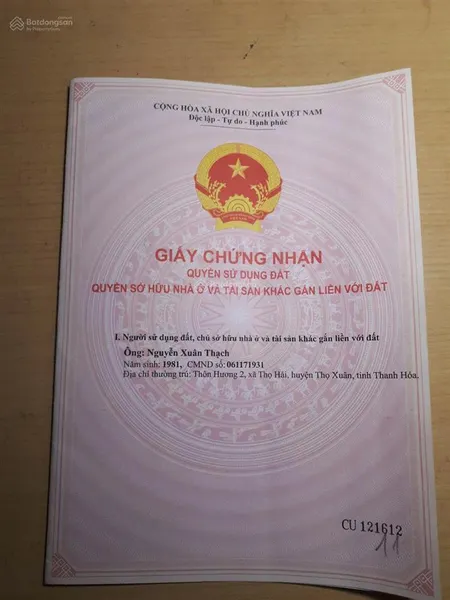 Batdongsan
by PropertyGuru
CỘNG HÒA XÃ HỘI CHỦ NGHĨA VIỆT NAM
Độc lập - Tự do - Hạnh phúc
GIẤY CHỨNG NHẬN
QUYỀN SỬ DỤNG ĐẤT
QUYỀN SỞ HỮU NHÀ Ở VÀ TÀI SẢN KHÁC GẮN LIỀN VỚI ĐẤT
I. Người sử dụng đất, chủ sở hữu nhà ở và tài sản khác gắn liền với đất
Ông: Nguyễn Xuân Thạch
Năm sinh: 1981, CMND số: 061171931
Địa chỉ thường trú: Thôn Hương 2, xã Thọ Hải, huyện Thọ Xuân, tỉnh Thanh Hóa.
CU 121612
11